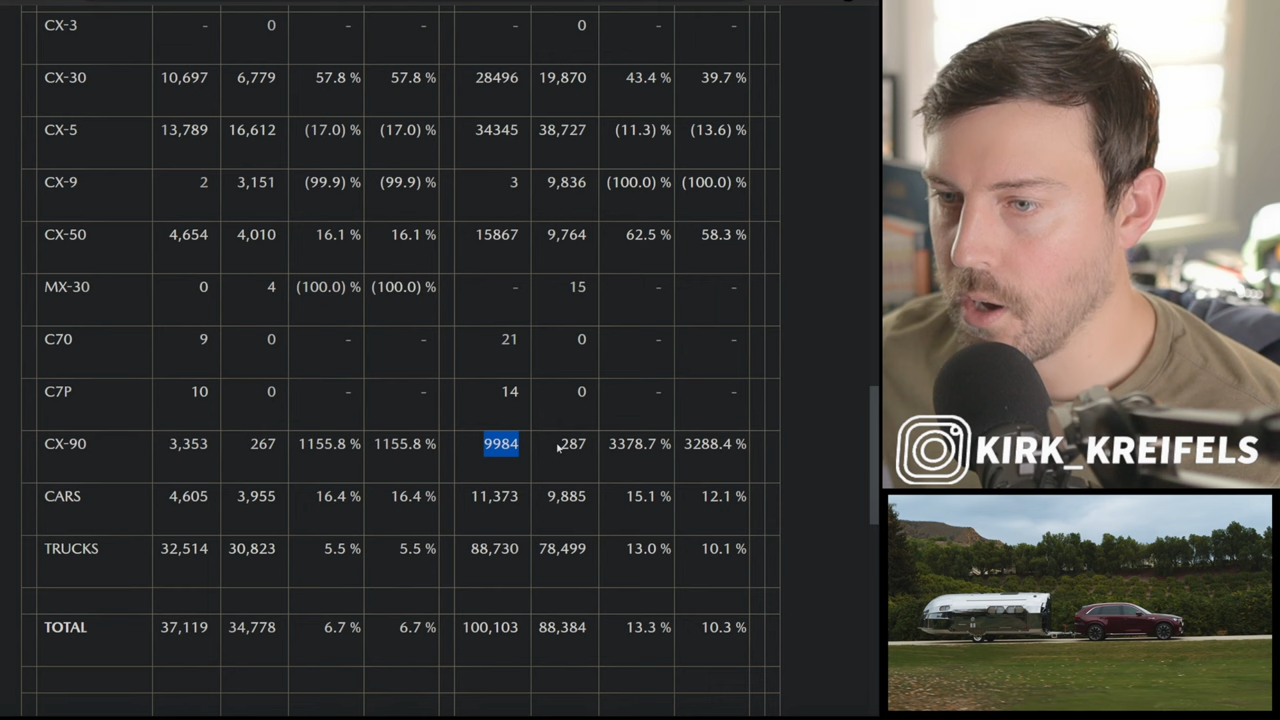 CX-3 - 0 - - - 0 - -
CX-30 10,697 6,779 57.8 % 57.8 % 28496 19,870 43.4 % 39.7 %
CX-5 13,789 16,612 (17.0) % (17.0) % 34345 38,727 (11.3) % (13.6) %
CX-9 2 3,151 (99.9) % (99.9) % 3 9,836 (100.0) % (100.0) %
CX-50 4,654 4,010 16.1 % 16.1 % 15867 9,764 62.5 % 58.3 %
MX-30 0 4 (100.0) % (100.0) % - 15 - -
C70 9 0 - - 21 0 - -
C7P 10 0 - - 14 0 - -
CX-90 3,353 267 1155.8 % 1155.8 % 9984 287 3378.7 % 3288.4 %
CARS 4,605 3,955 16.4 % 16.4 % 11,373 9,885 15.1 % 12.1 %
TRUCKS 32,514 30,823 5.5 % 5.5 % 88,730 78,499 13.0 % 10.1 %
TOTAL 37,119 34,778 6.7 % 6.7 % 100,103 88,384 13.3 % 10.3 %
KIRK_KREIFELS